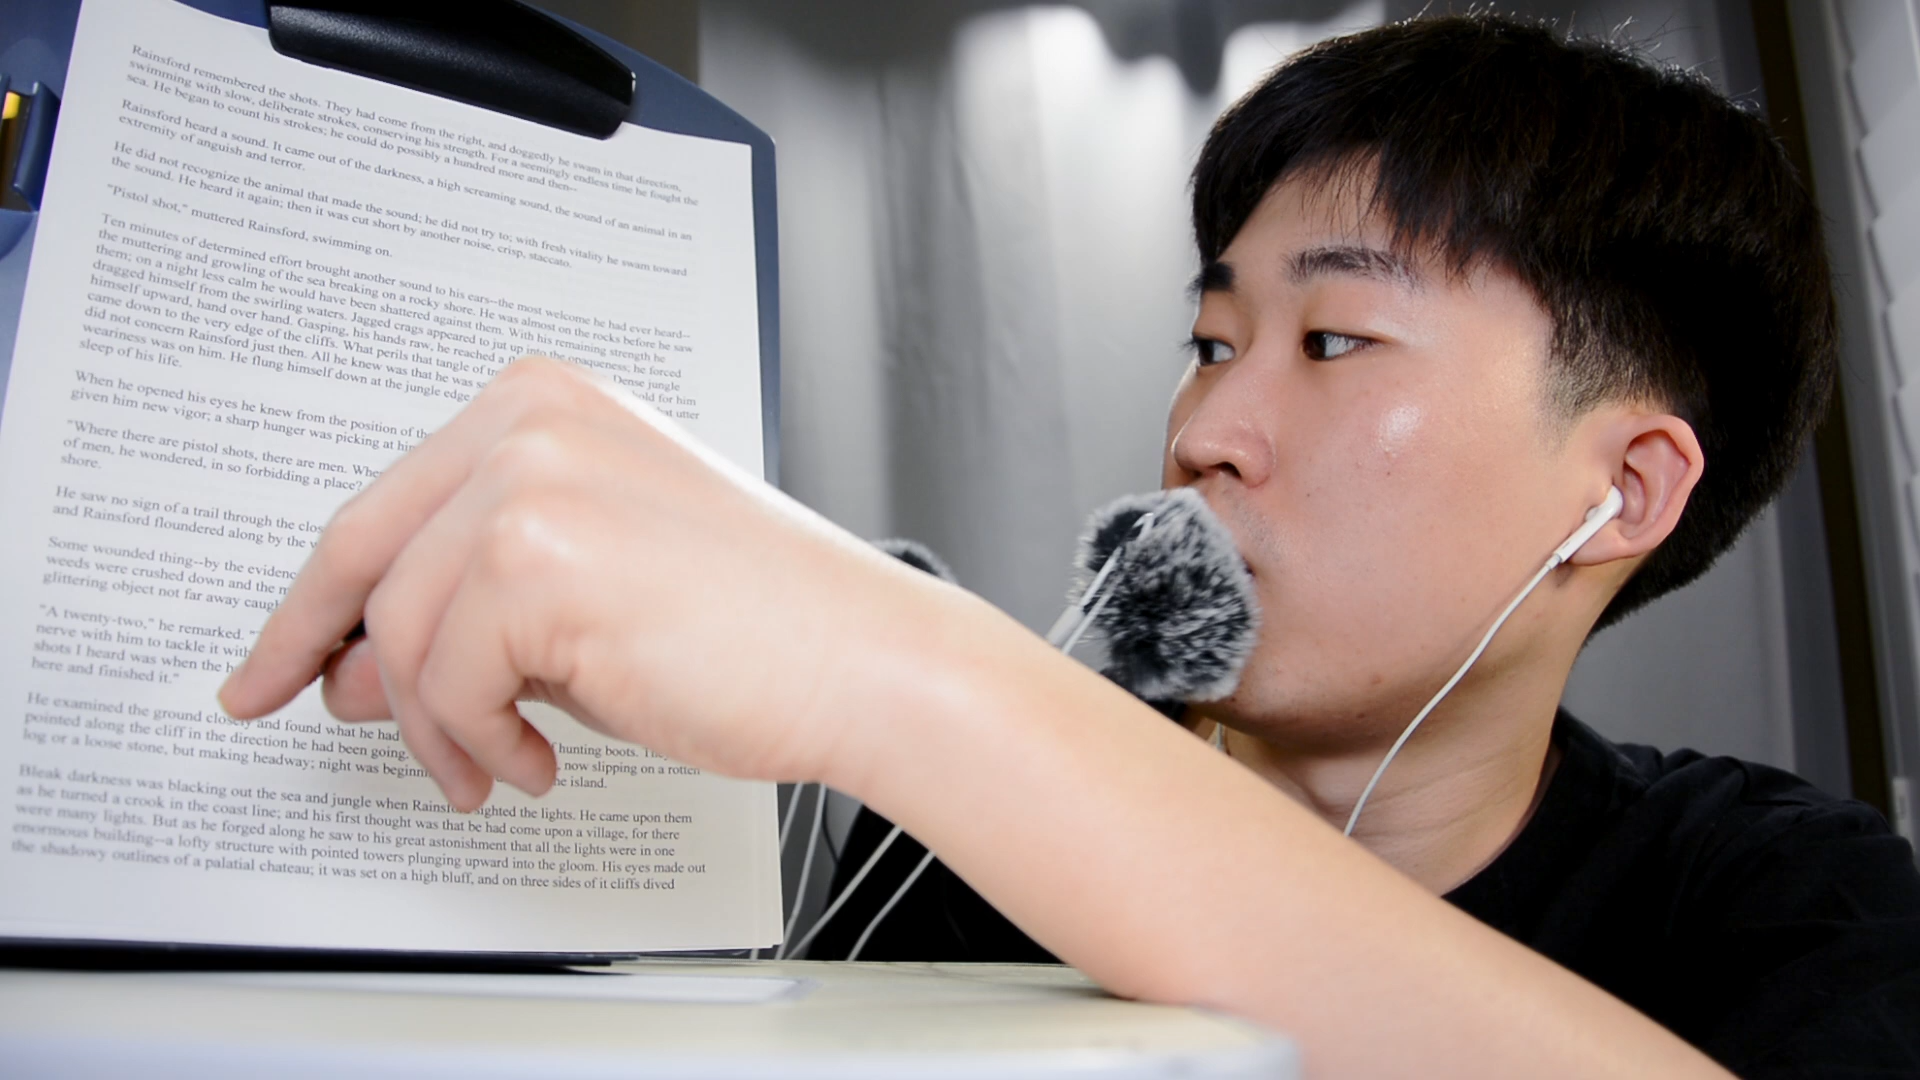 Rainsford remembered the shots. They had come from the right, and doggedly he swam in that direction,
swimming with slow, deliberate strokes, conserving his strength. For a seemingly endless time he fought the
sea. He began to count his strokes; he could do possibly a hundred more and then--
Rainsford heard a sound. It came out of the darkness, a high screaming sound, the sound of an animal in an
extremity of anguish and terror.
He did not recognize the animal that made the sound; he did not try to; with fresh vitality he swam toward
the sound. He heard it again; then it was cut short by another noise, crisp, staccato.
"Pistol shot," muttered Rainsford, swimming on.
Ten minutes of determined effort brought another sound to his ears--the most welcome he had ever heard--
the muttering and growling of the sea breaking on a rocky shore. He was almost on the rocks before he saw
them; on a night less calm he would have been shattered against them. With his remaining strength he
dragged himself from the swirling waters. Jagged crags appeared to jut up into the opaqueness; he forced
himself upward, hand over hand. Gasping, his hands raw, he reached a Dense jungle
came down to the very edge of the cliffs. What perils that tangle of hold for him
did not concern Rainsford just then. All he knew was that he was utter
weariness was on him. He flung himself down at the jungle edge
sleep of his life.
When he opened his eyes he knew from the position of the
given him new vigor; a sharp hunger was picking at
"Where there are pistol shots, there are men.
of men, he wondered, in so forbidding a place?
shore.
He saw no sign of a trail through the
and Rainsford floundered along by the
Some wounded thing--by the evidence
weeds were crushed down and the
glittering object not far away
"A twenty-two," he remarked.
nerve with him to tackle it with
shots I heard was when the
here and finished it."
He examined the ground closely and found what he had hunting boots.
pointed along the cliff in the direction he had been going. now slipping on a rotten
log or a loose stone, but making headway; night was island.
Bleak darkness was blacking out the sea and jungle when sighted the lights. He came upon them
as he turned a crook in the coast line; and his first thought was that be had come upon a village, for there
were many lights. But as he forged along he saw to his great astonishment that all the lights were in one
enormous building--a lofty structure with pointed towers plunging upward into the gloom. His eyes made out
the shadowy outlines of a palatial chateau; it was set on a high bluff, and on three sides of it cliffs dived